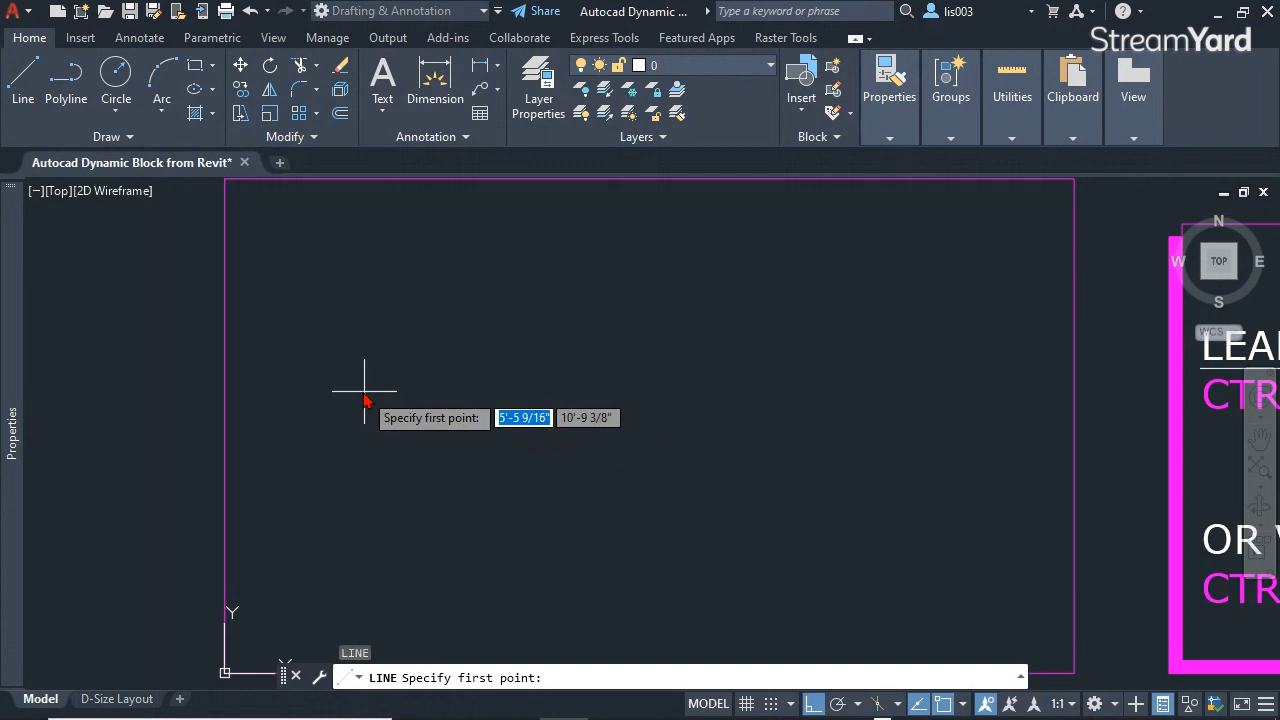 Drafting & Annotation
Share
Autocad Dynamic ...
Type a keyword or phrase
lis003
Home
Insert
Annotate
Parametric
View
Manage
Output
Add-ins
Collaborate
Express Tools
Featured Apps
Raster Tools
StreamYard
Line
Polyline
Circle
Arc
Text
Dimension
Layer
Properties
0
Insert
Properties
Groups
Utilities
Clipboard
View
Draw
Modify
Annotation
Layers
Block
Autocad Dynamic Block from Revit*
[−][Top][2D Wireframe]
N
W
TOP
E
S
WCS
LEA
CTR
Specify first point:
5'-5 9/16"
10'-9 3/8"
Properties
OR
CTR
Y
LINE
LINE Specify first point:
Model
D-Size Layout
MODEL
1:1